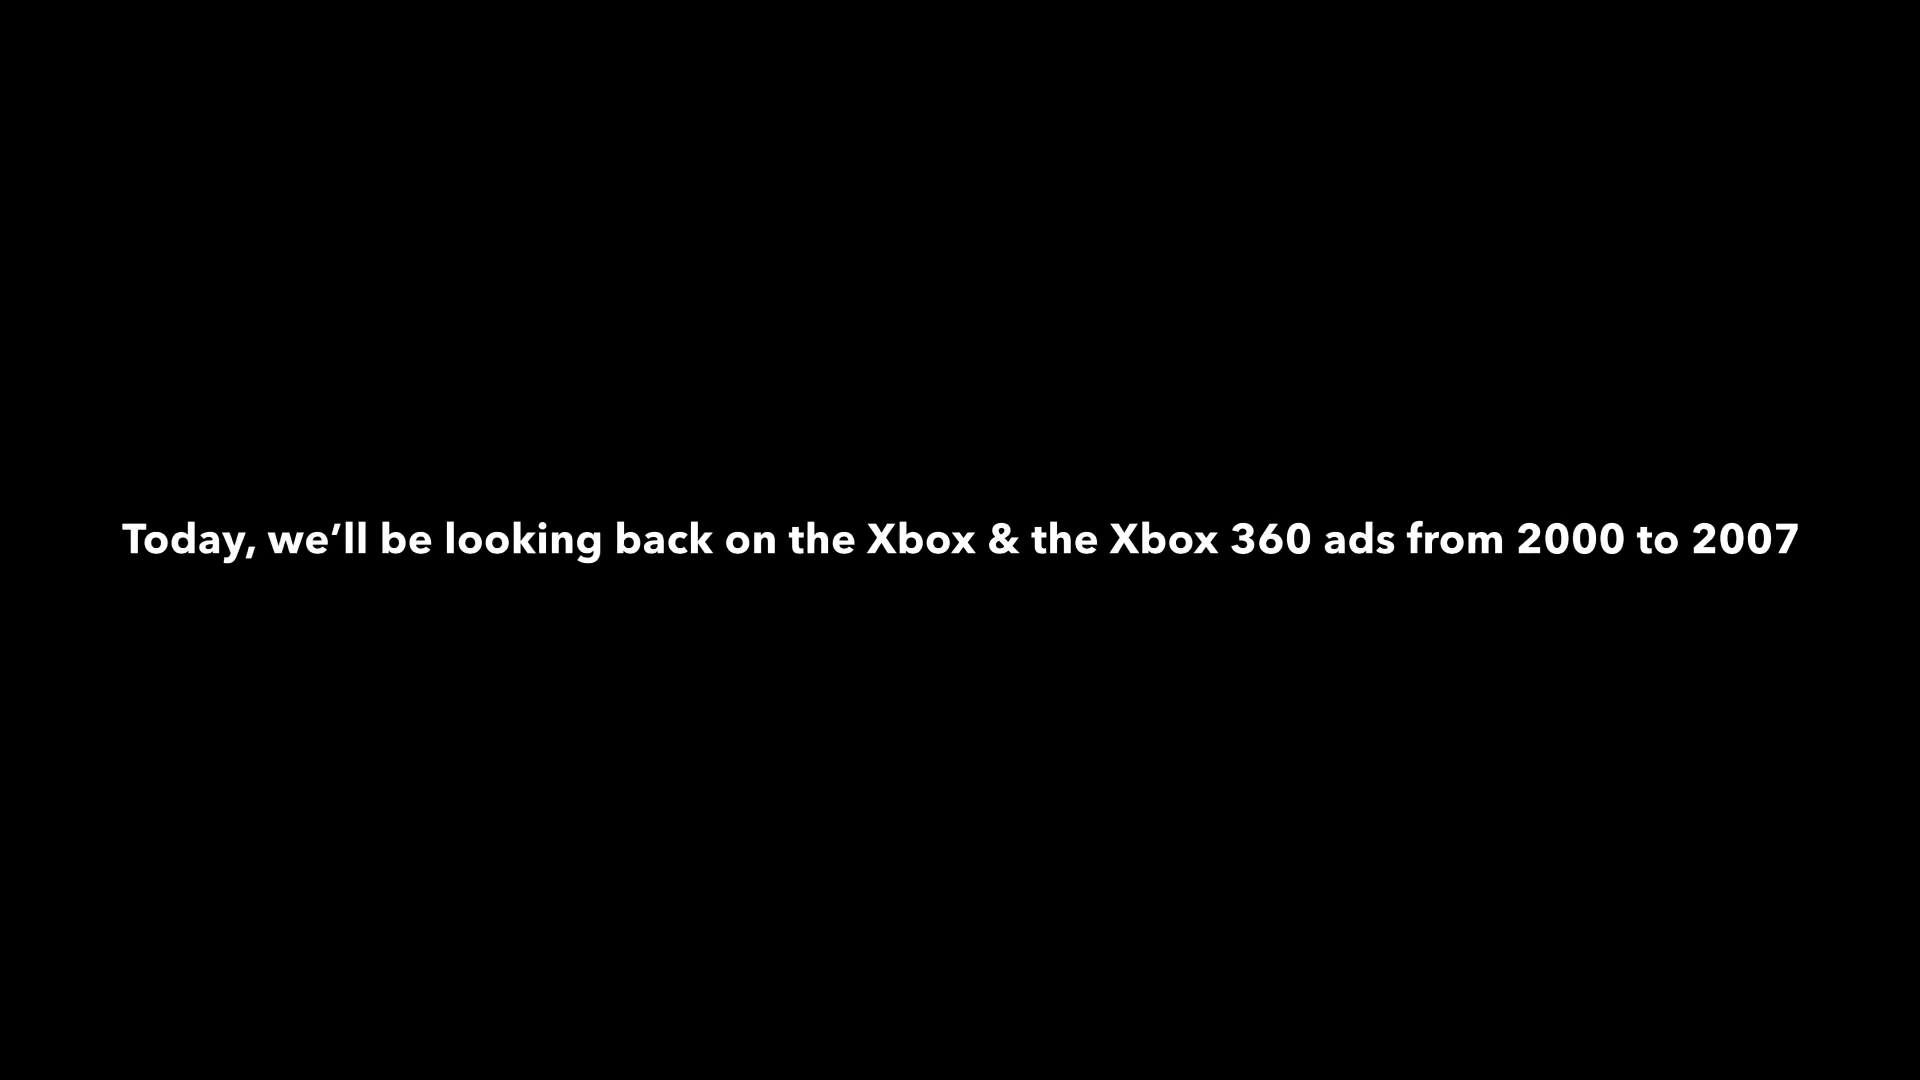 Today, we’ll be looking back on the Xbox & the Xbox 360 ads from 2000 to 2007